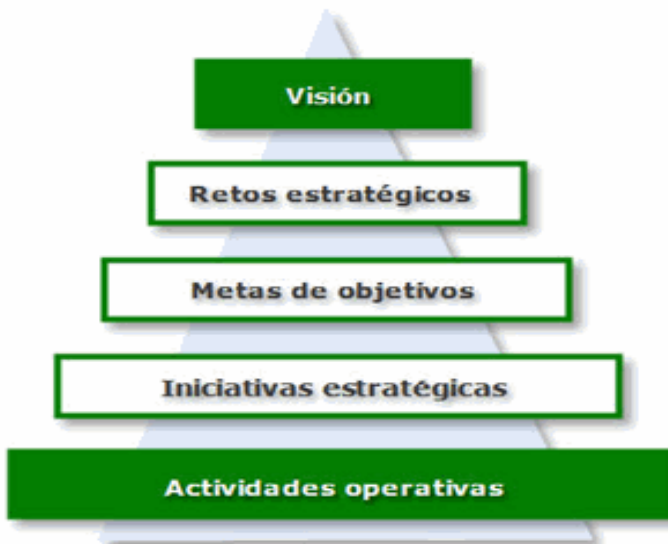 Visión
Retos estratégicos
Metas de objetivos
Iniciativas estratégicas
Actividades operativas